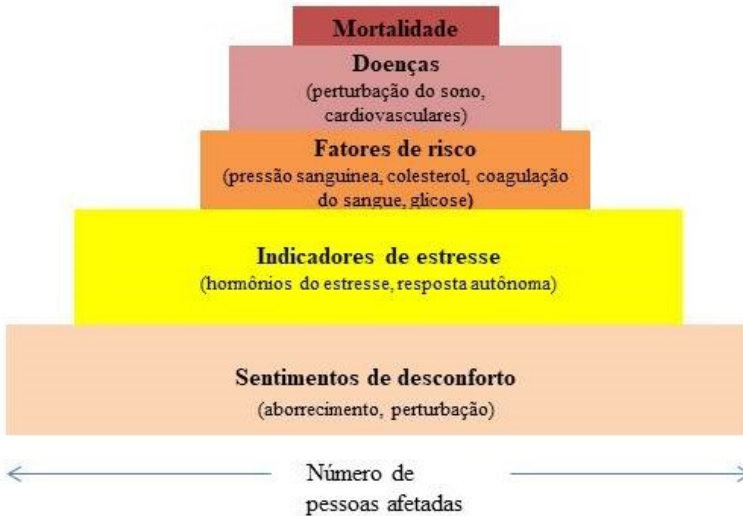 Mortalidade
Doenças
(perturbação do sono,
cardiovasculares)
Fatores de risco
(pressão sanguinea, colesterol, coagulação
do sangue, glicose)
Indicadores de estresse
(hormônios do estresse, resposta autônoma)
Sentimentos de desconforto
(aborrecimento, perturbação)
Número de
pessoas afetadas